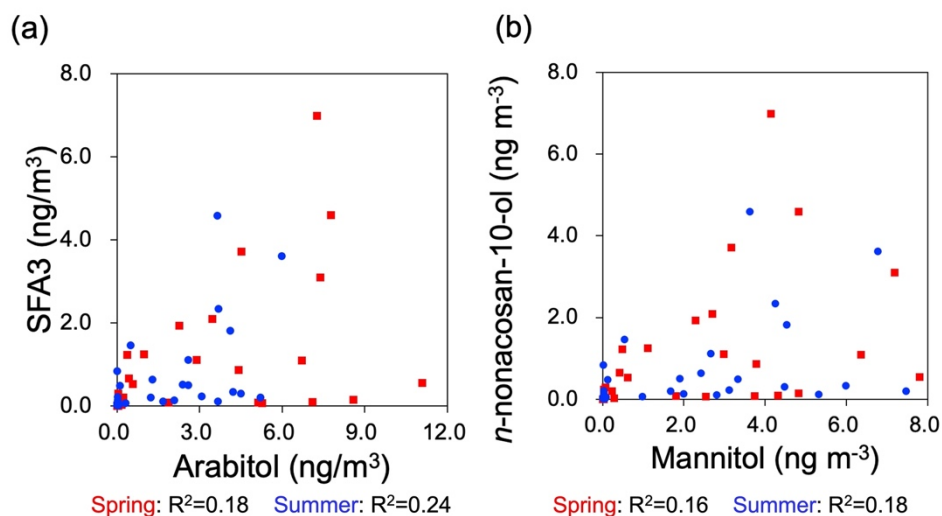 (a)
8.0
6.0
4.0
2.0
0.0
SFA3 (ng/m³)
0.0 3.0 6.0 9.0 12.0
Arabitol (ng/m³)
Spring: R²=0.18 Summer: R²=0.24
(b)
8.0
6.0
4.0
2.0
0.0
n-nonacosan-10-ol (ng m⁻³)
0.0 2.0 4.0 6.0 8.0
Mannitol (ng m⁻³)
Spring: R²=0.16 Summer: R²=0.18